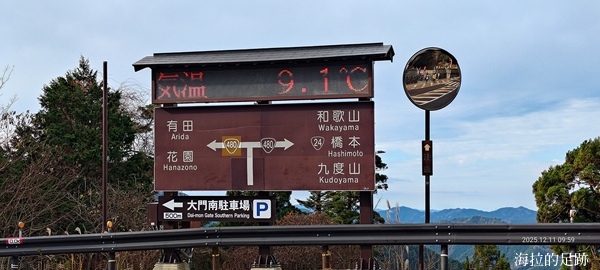 気温 9.1℃
有田
Arida
花園
Hanazono
480
480
和歌山
Wakayama
24 橋本
Hashimoto
九度山
Kudoyama
500m
大門南駐車場
Dai-mon Gate Southern Parking
P
2025.12.11 09:59
海拉的足跡